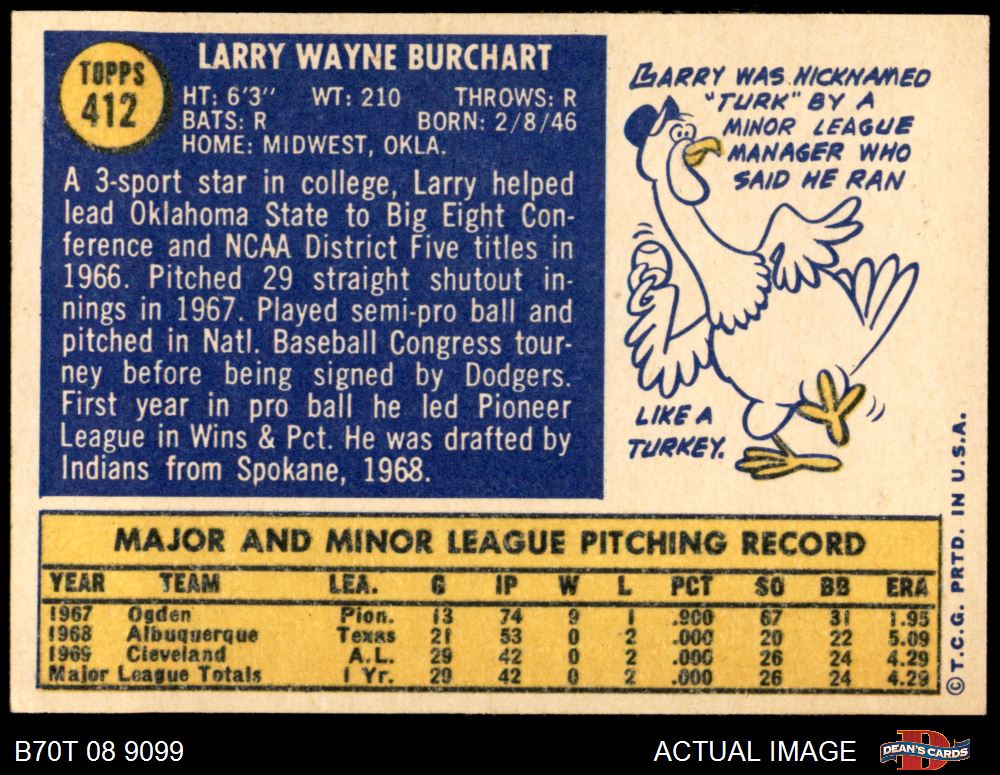 TOPPS
412
LARRY WAYNE BURCHART
HT: 6'3" WT: 210 THROWS: R
BATS: R BORN: 2/8/46
HOME: MIDWEST, OKLA.
A 3-sport star in college, Larry helped
lead Oklahoma State to Big Eight Con-
ference and NCAA District Five titles in
1966. Pitched 29 straight shutout in-
nings in 1967. Played semi-pro ball and
pitched in Natl. Baseball Congress tour-
ney before being signed by Dodgers.
First year in pro ball he led Pioneer
League in Wins & Pct. He was drafted by
Indians from Spokane, 1968.
LARRY WAS NICKNAMED
"TURK" BY A
MINOR LEAGUE
MANAGER WHO
SAID HE RAN
LIKE A
TURKEY.
MAJOR AND MINOR LEAGUE PITCHING RECORD
YEAR TEAM LEA. G IP W L PCT SO BB ERA
1967 Ogden Pion. 13 74 9 1 .900 67 31 1.95
1968 Albuquerque Texas 21 53 0 2 .000 20 22 5.09
1969 Cleveland A.L. 29 42 0 2 .000 26 24 4.29
Major League Totals 1 Yr. 29 42 0 2 .000 26 24 4.29
© T.C.G. PRTD. IN U.S.A.
B70T 08 9099
ACTUAL IMAGE
DEAN'S CARDS